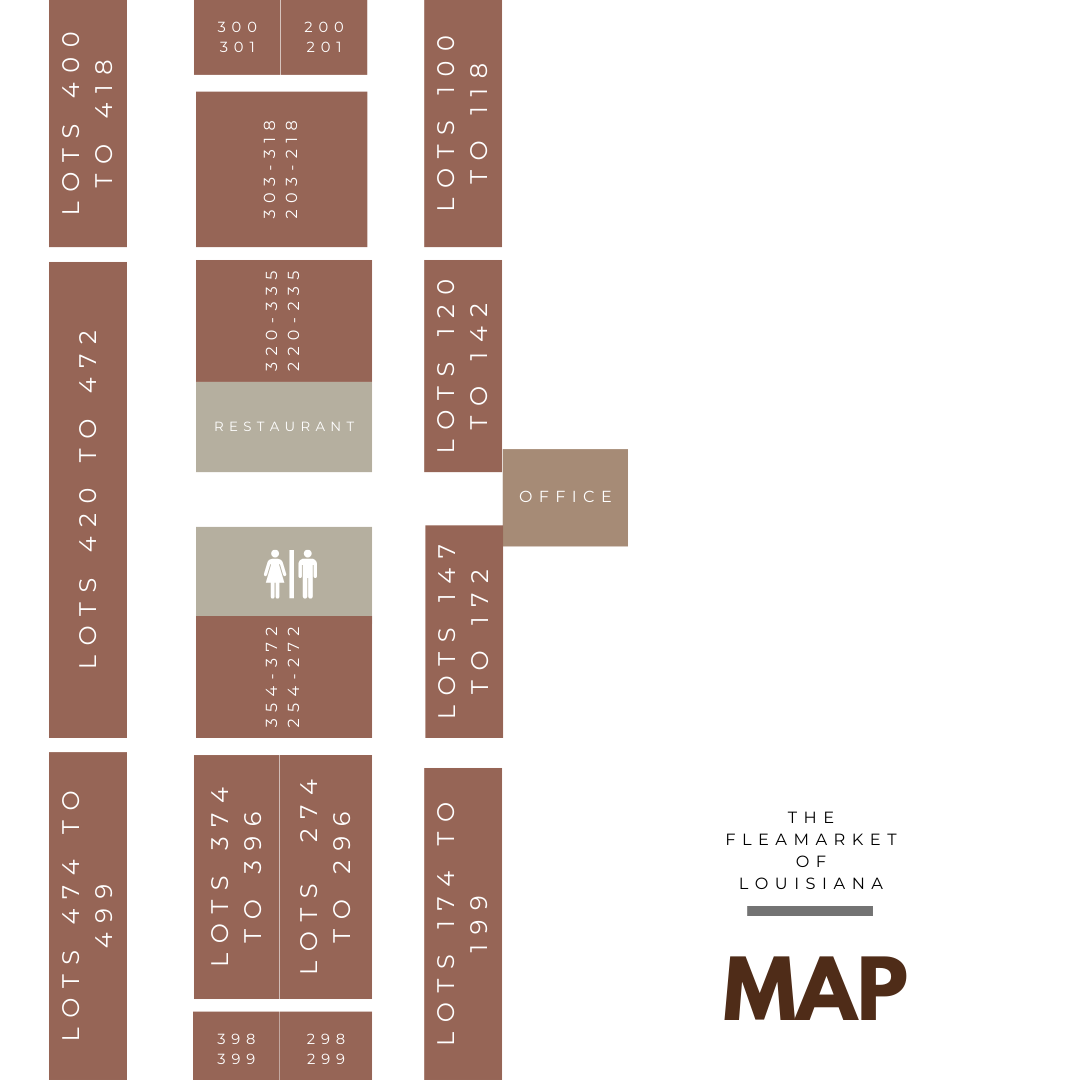 LOTS 400
TO 418
300
301
200
201
LOTS 100
TO 118
303-318
203-218
320-335
220-235
LOTS 120
TO 142
LOTS 420 TO 472
RESTAURANT
OFFICE
LOTS 147
TO 172
354-372
254-272
LOTS 474 TO
499
LOTS 374
TO 396
LOTS 274
TO 296
LOTS 174 TO
199
398
399
298
299
THE
FLEAMARKET
OF
LOUISIANA
MAP